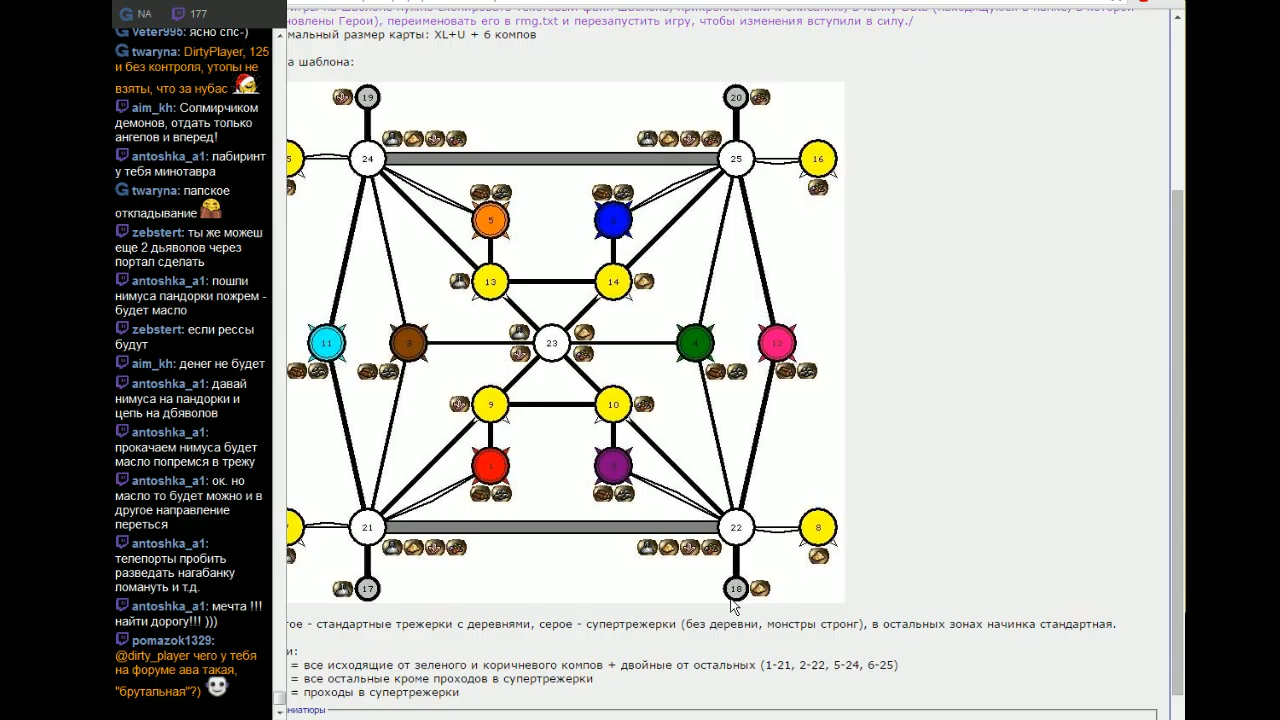 NA 177
Veter995: ясно спс-)
twaryna: DirtyPlayer, 125
и без контроля, утопы не
взяты, что за нубас
aim_kh: Солмирчиком
демонов, отдать только
ангелов и вперед!
antoshka_a1: лабиринт
у тебя минотавра
twaryna: папское
откладывание
zebstert: ты же можеш
еще 2 дьяволов через
портал сделать
antoshka_a1: пошли
нимуса пандорки пожрем -
будет масло
zebstert: если рессы
будут
aim_kh: денег не будет
antoshka_a1: давай
нимуса на пандорки и
цепь на дбяволов
antoshka_a1:
прокачаем нимуса будет
масло попремся в трежу
antoshka_a1: ок. но
масло то будет можно и в
другое направление
переться
antoshka_a1:
телепорты пробить
разведать нагабанку
ломануть и т.д.
antoshka_a1: мечта !!!
найти дорогу!!! )))
pomazok1329:
@dirty_player чего у тебя
на форуме ава такая,
"брутальная"?)
новлены Герои), переименовать его в rmg.txt и перезапустить игру, чтобы изменения вступили в силу./
мальный размер карты: XL+U + 6 компов
а шаблона:
19
20
24
25
16
5
13
14
11
3
23
4
12
9
10
1
21
22
8
17
18
тое - стандартные трежерки с деревнями, серое - супертрежерки (без деревни, монстры стронг), в остальных зонах начинка стандартная.
и:
= все исходящие от зеленого и коричневого компов + двойные от остальных (1-21, 2-22, 5-24, 6-25)
= все остальные кроме проходов в супертрежерки
= проходы в супертрежерки
ниатюры